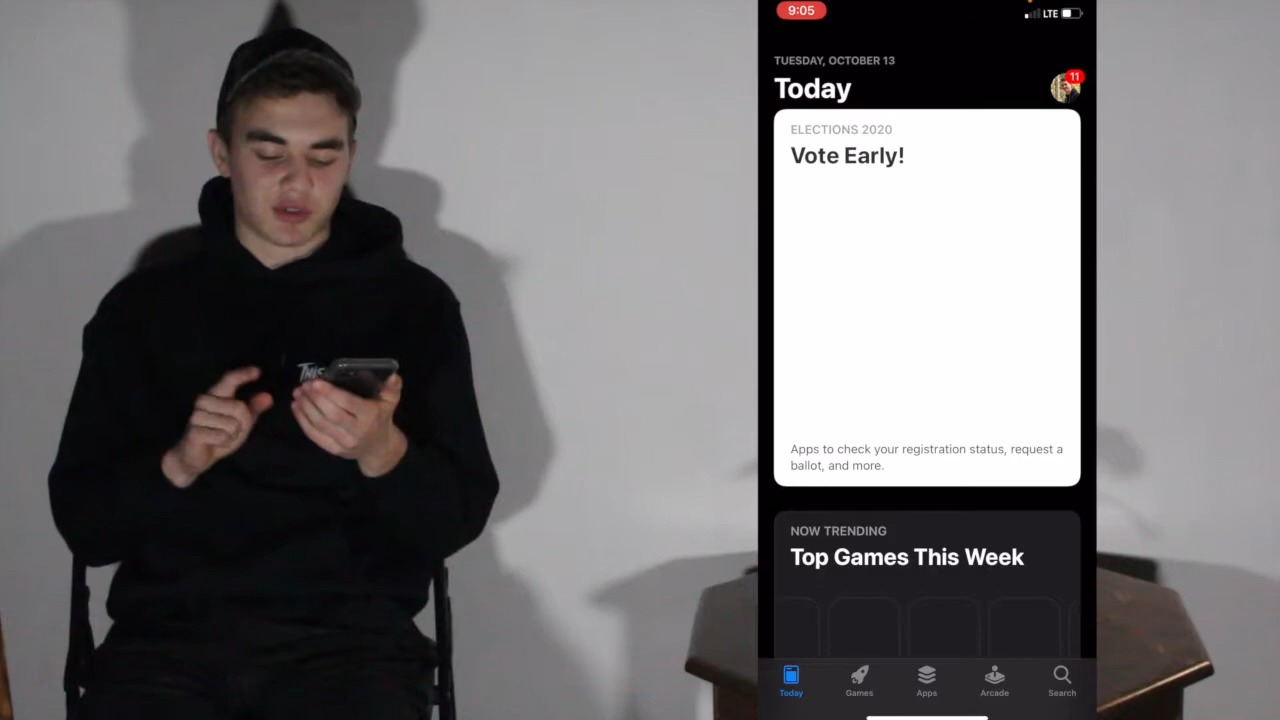 9:05
LTE
TUESDAY, OCTOBER 13
Today
11
ELECTIONS 2020
Vote Early!
Apps to check your registration status, request a
ballot, and more.
NOW TRENDING
Top Games This Week
Today
Games
Apps
Arcade
Search